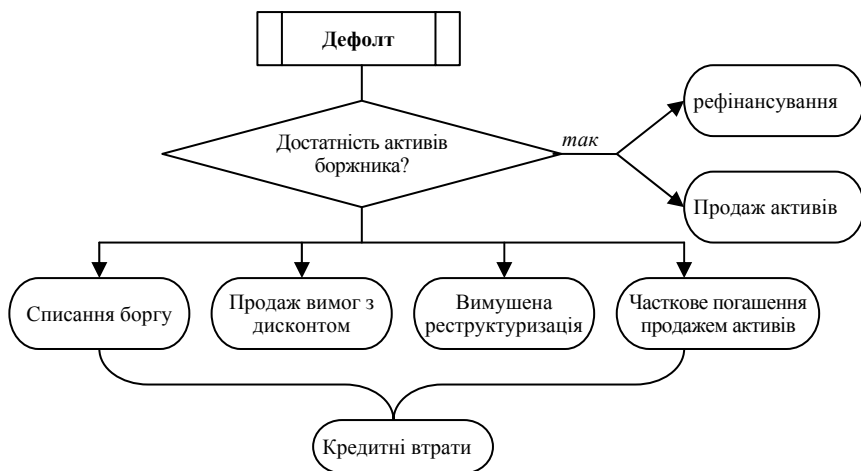 Дефолт
Достатність активів
боржника?
так
рефінансування
Продаж активів
Списання боргу
Продаж вимог з
дисконтом
Вимушена
реструктуризація
Часткове погашення
продажем активів
Кредитні втрати